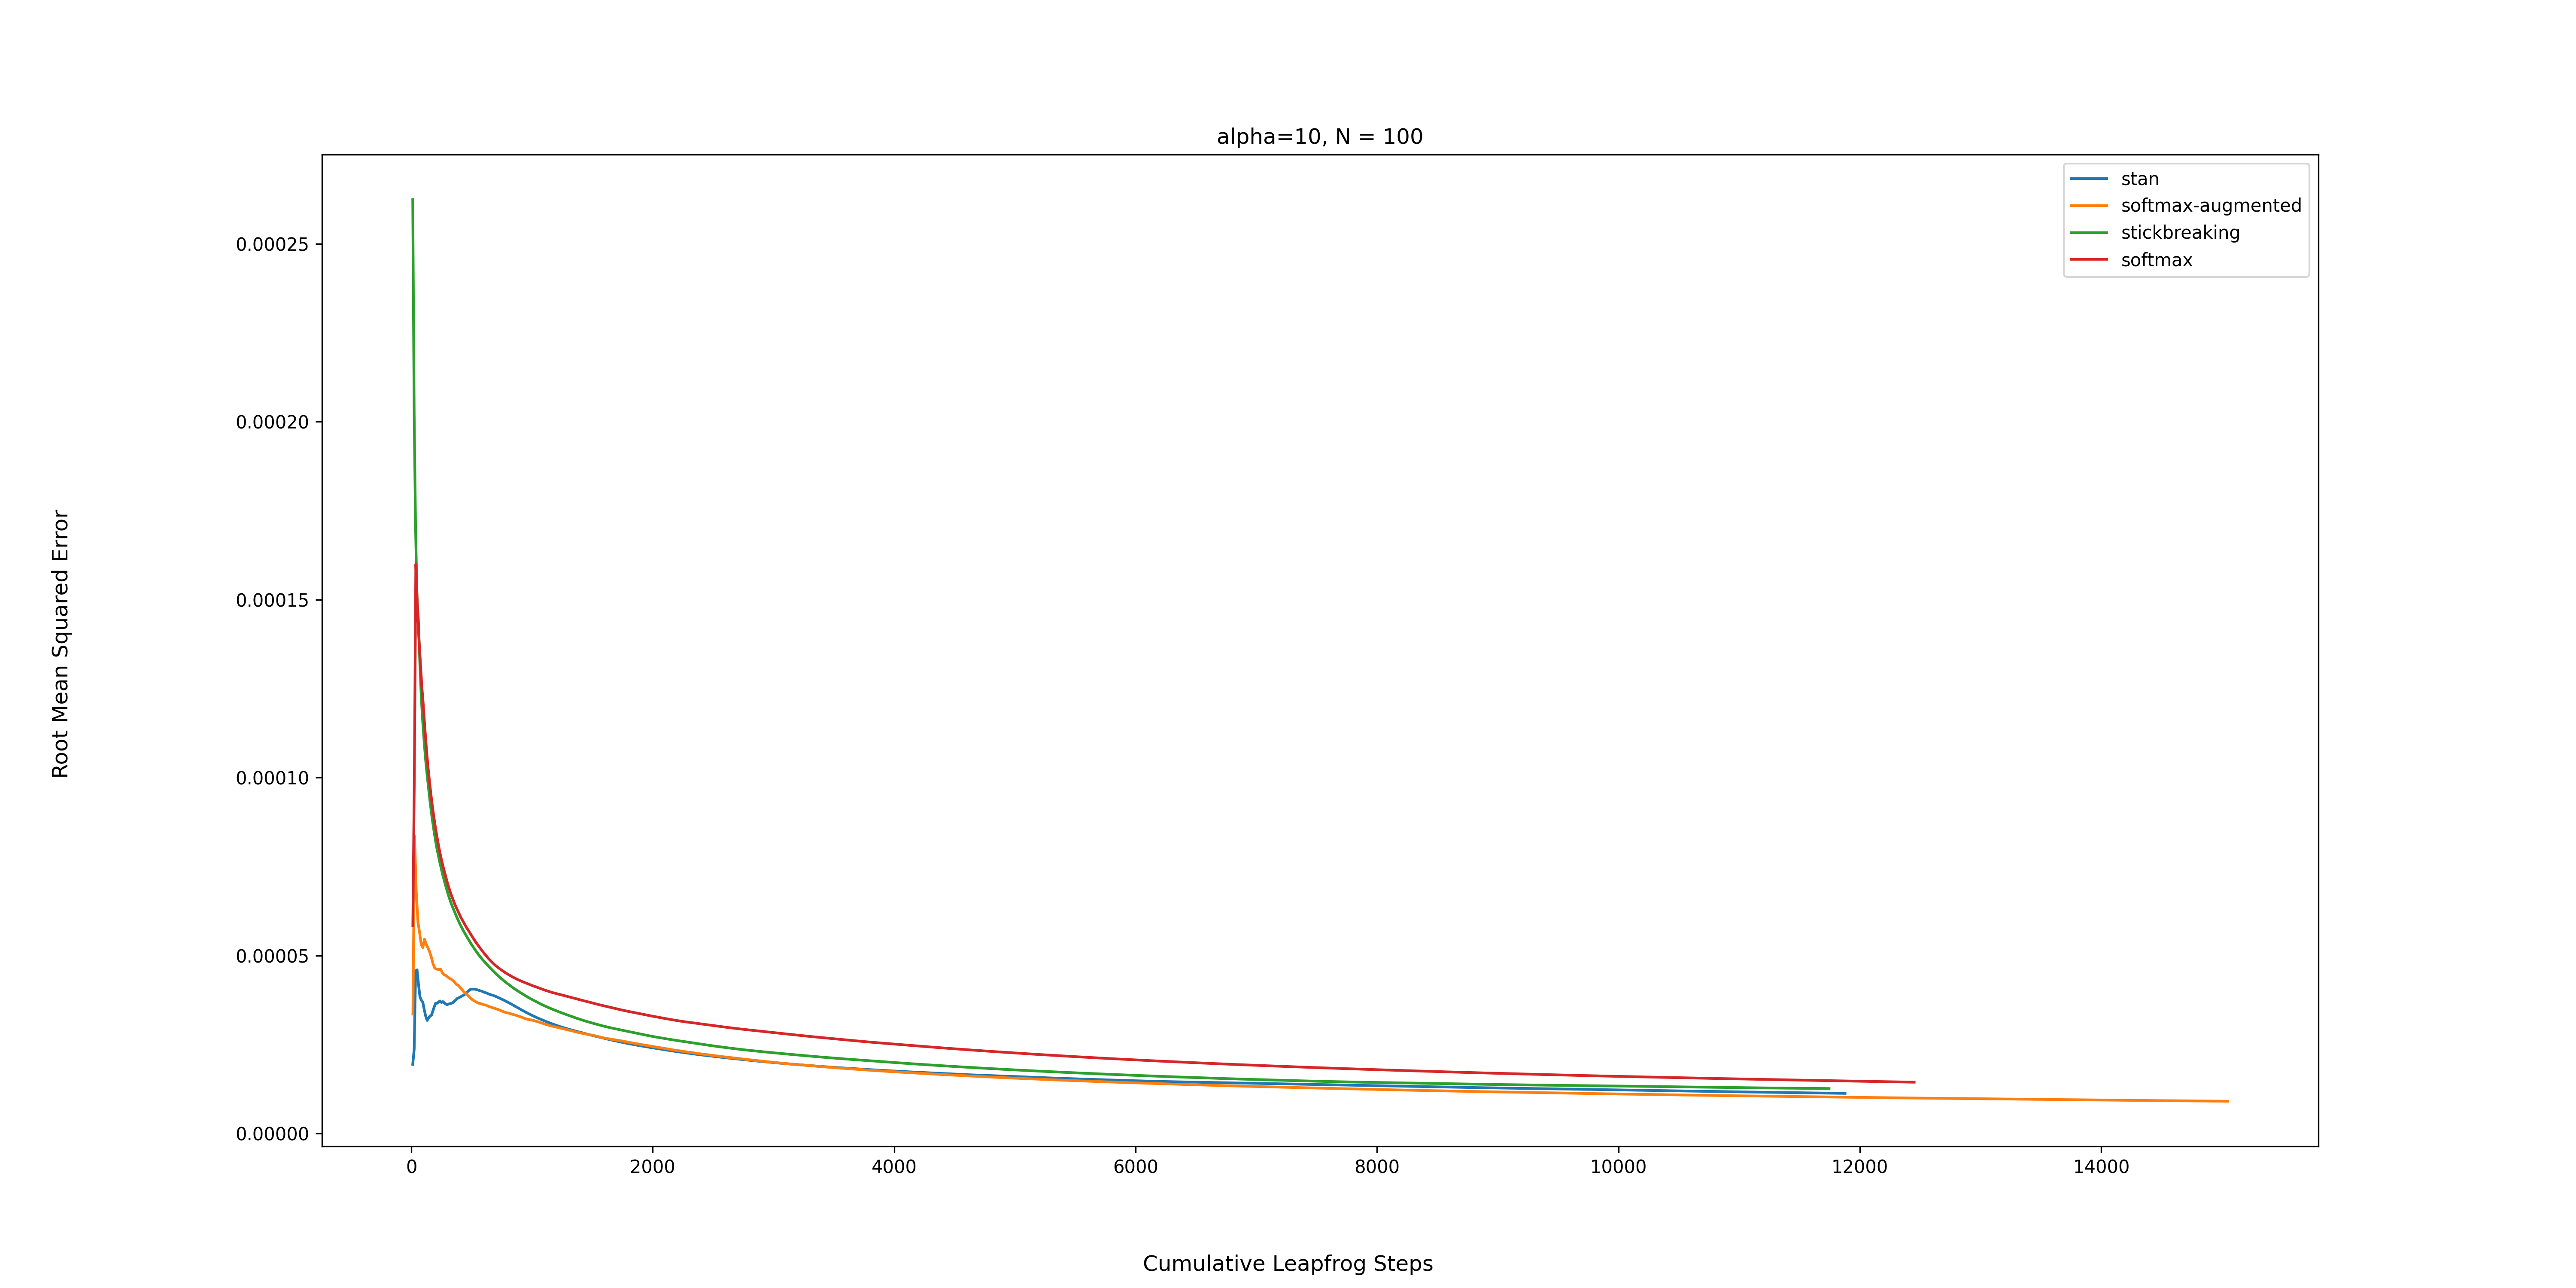 alpha=10, N = 100
stan
softmax-augmented
stickbreaking
softmax
Root Mean Squared Error
0.00025
0.00020
0.00015
0.00010
0.00005
0.00000
0 2000 4000 6000 8000 10000 12000 14000
Cumulative Leapfrog Steps